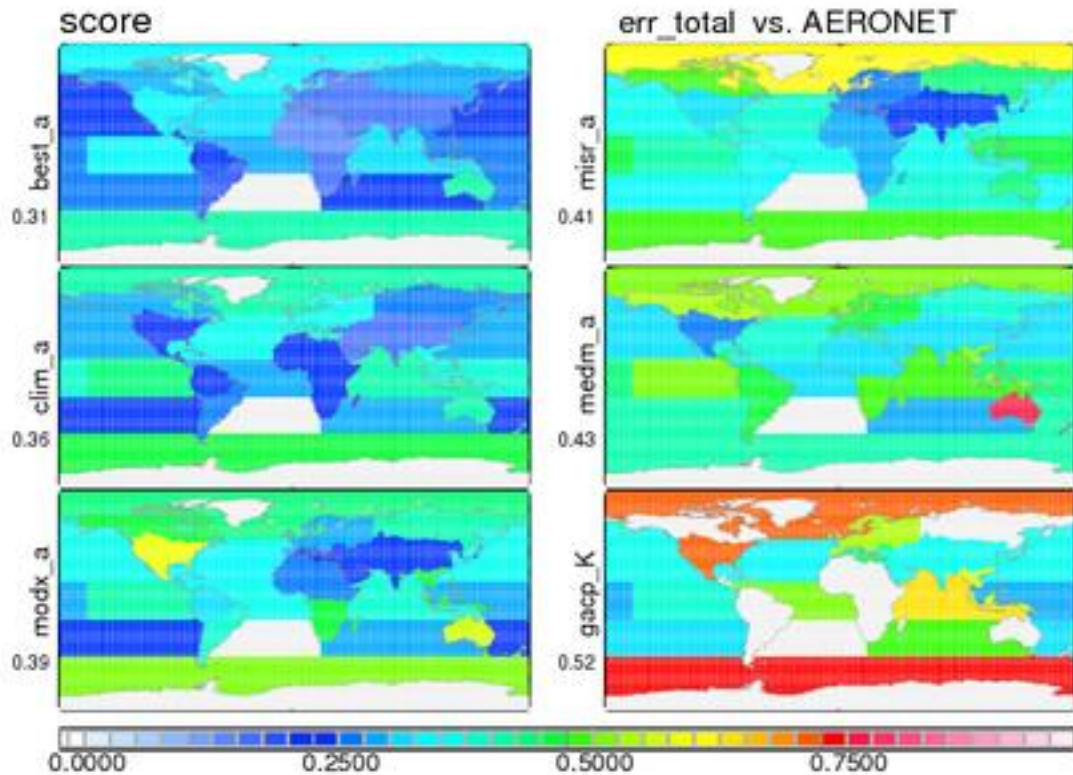 score
err_total vs. AERONET
best_a
0.31
misr_a
0.41
clim_a
0.36
medm_a
0.43
modx_a
0.39
gacp_K
0.52
0.0000 0.2500 0.5000 0.7500